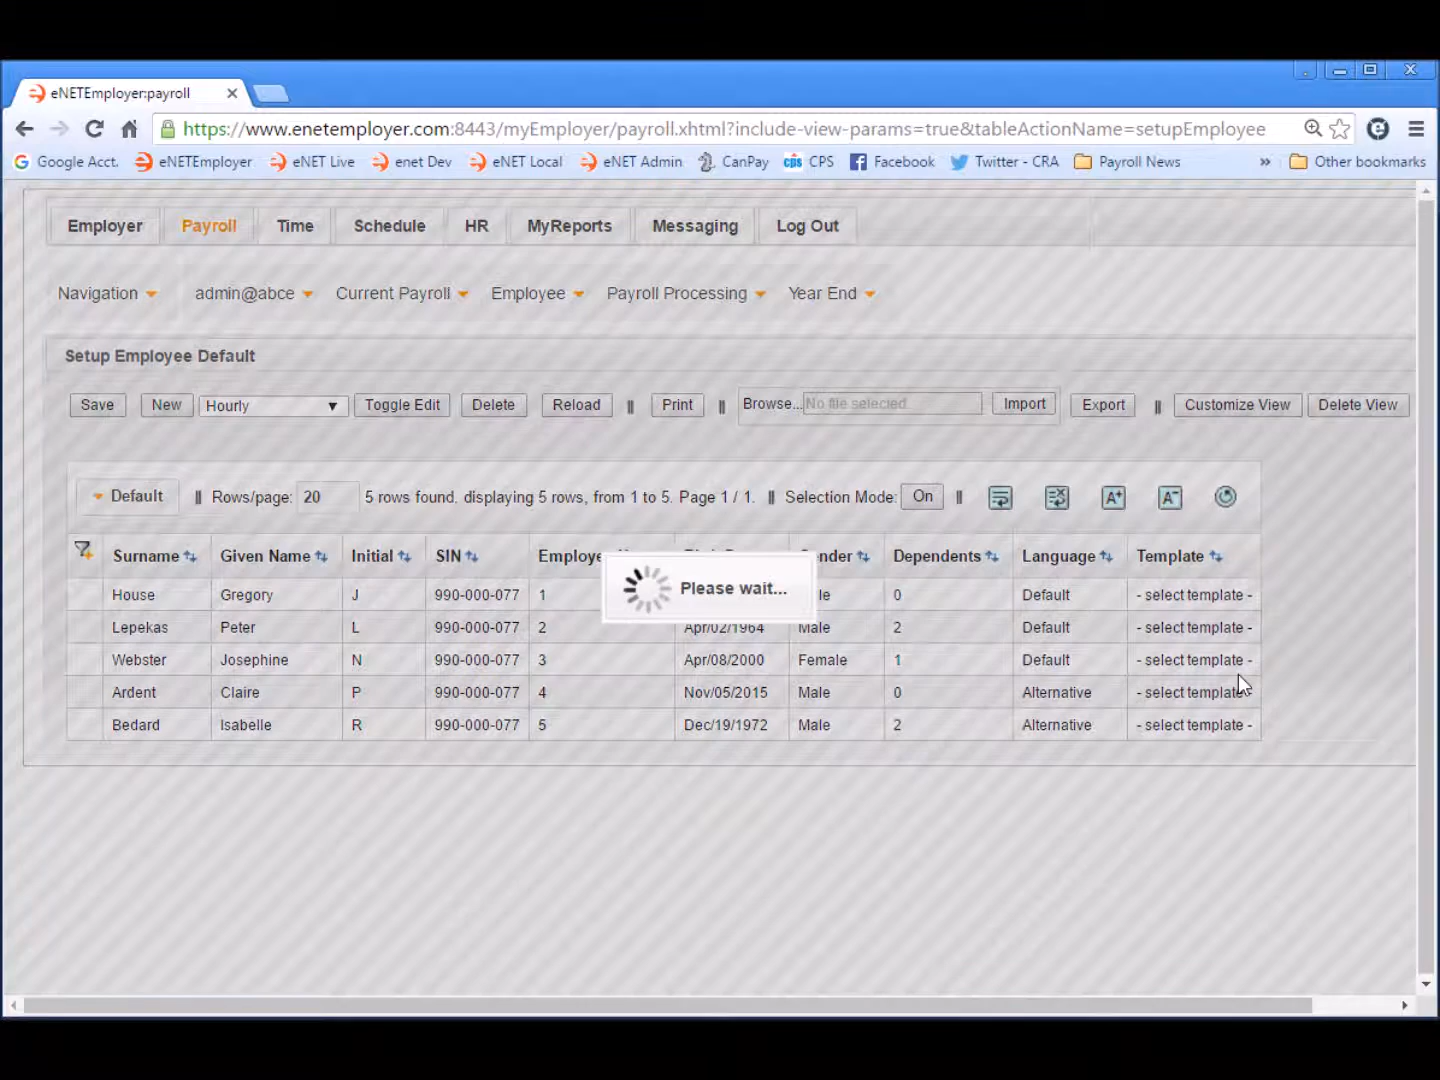 eNETEmployer:payroll
https://www.enetemployer.com:8443/myEmployer/payroll.xhtml?include-view-params=true&tableActionName=setupEmployee
Google Acct. eNETEmployer eNET Live enet Dev eNET Local eNET Admin CanPay cps CPS Facebook Twitter - CRA Payroll News » Other bookmarks
Employer Payroll Time Schedule HR MyReports Messaging Log Out
Navigation admin@abce Current Payroll Employee Payroll Processing Year End
Setup Employee Default
Save New Hourly Toggle Edit Delete Reload || Print || Browse... No file selected. Import Export || Customize View Delete View
Default || Rows/page: 20 5 rows found. displaying 5 rows, from 1 to 5. Page 1 / 1. || Selection Mode: On || A+ A-
Surname Given Name Initial SIN Dependents Language Template
House Gregory J 990-000-077 1 0 Default - select template -
Please wait...
Lepekas Peter L 990-000-077 2 Apr/02/1964 Male 2 Default - select template -
Webster Josephine N 990-000-077 3 Apr/08/2000 Female 1 Default - select template -
Ardent Claire P 990-000-077 4 Nov/05/2015 Male 0 Alternative - select template -
Bedard Isabelle R 990-000-077 5 Dec/19/1972 Male 2 Alternative - select template -